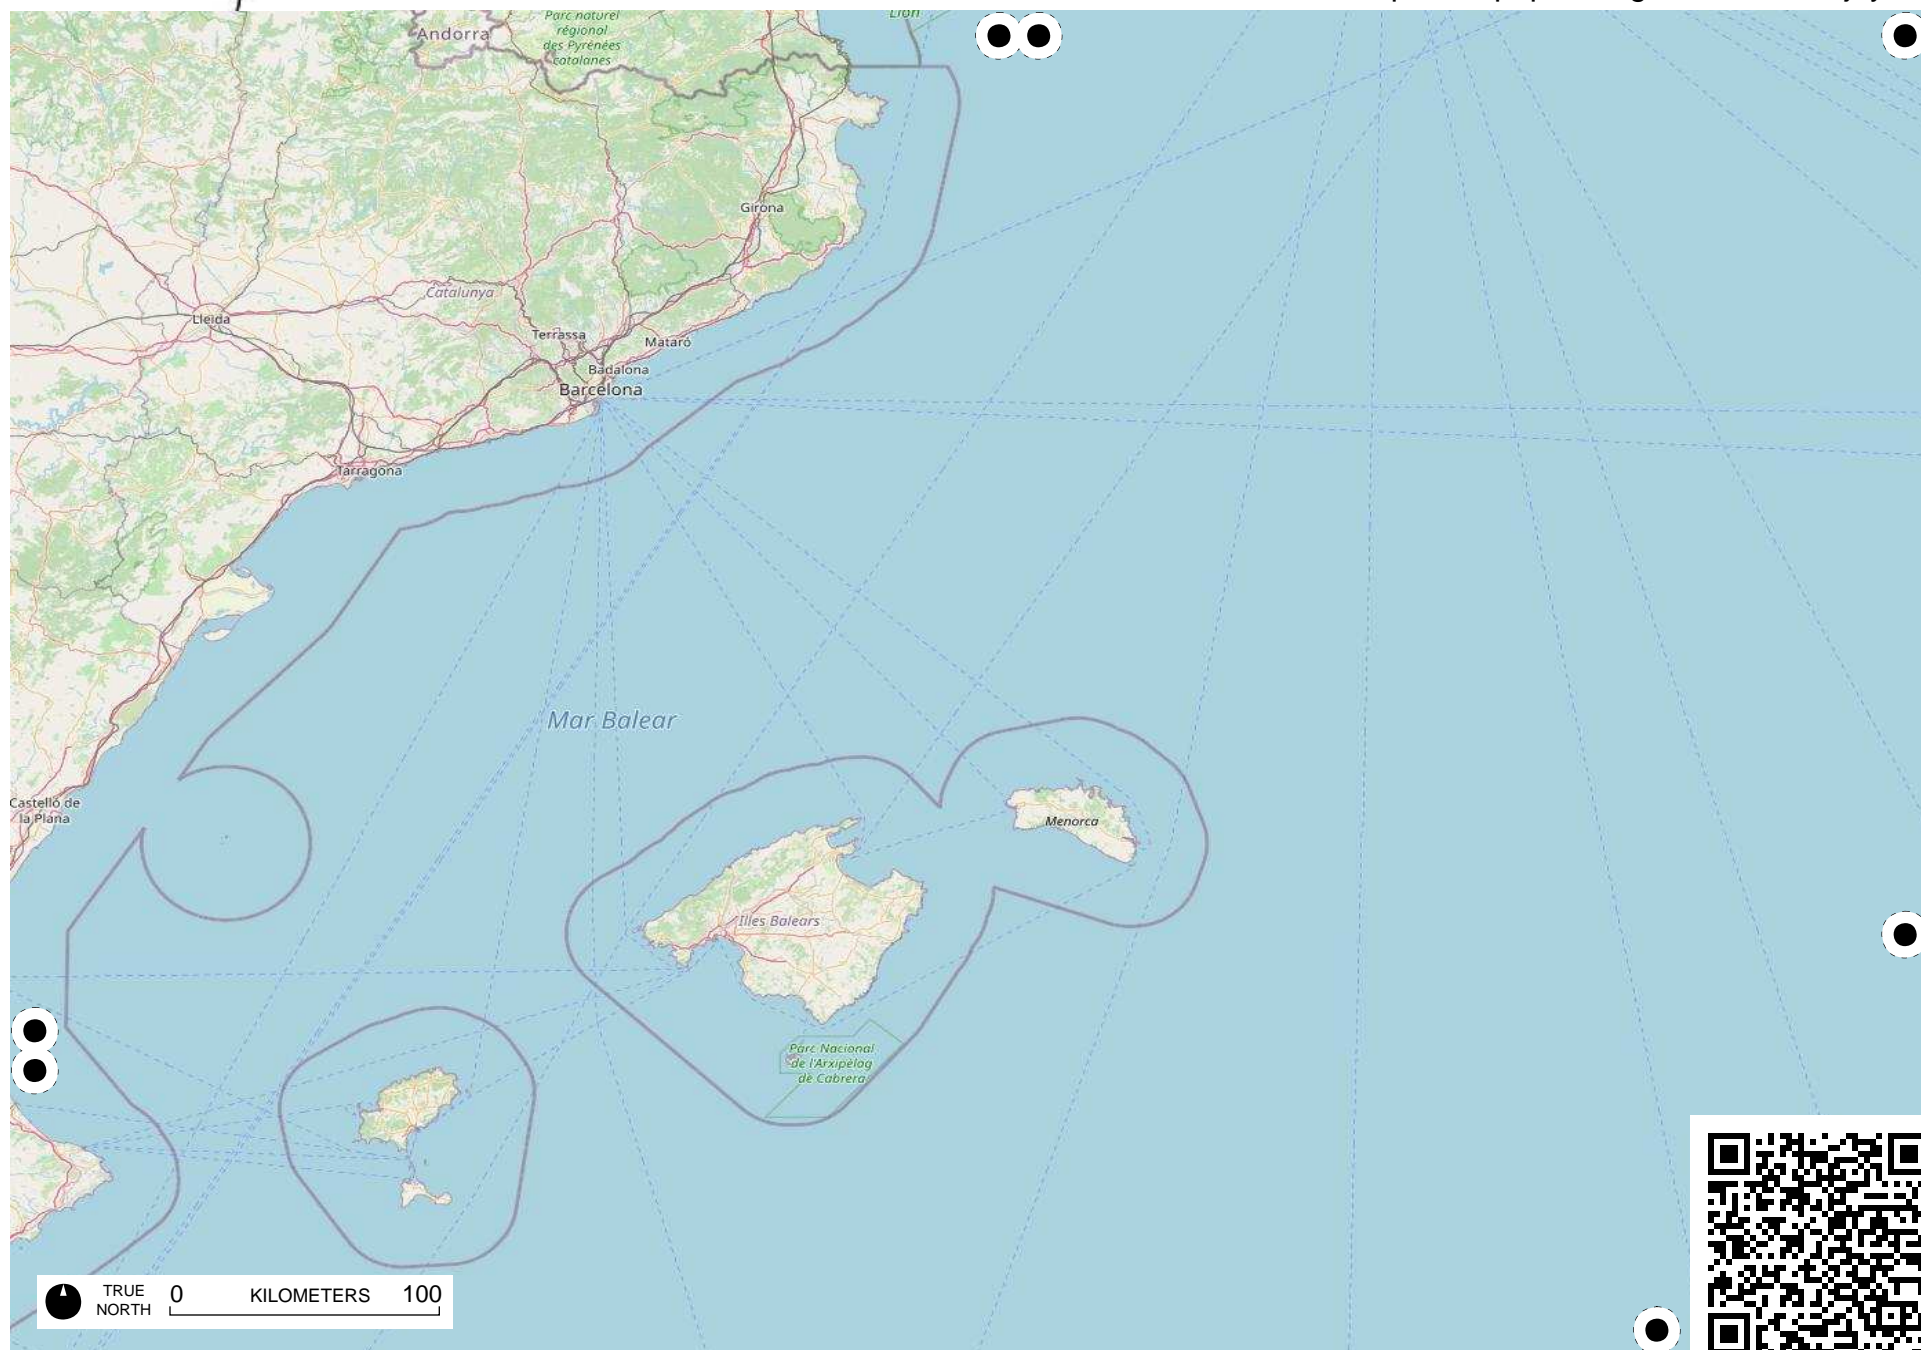 Lion
Andorra
Parc naturel
régional
des Pyrénées
catalanes
Girona
Catalunya
Lleida
Terrassa
Mataró
Badalona
Barcelona
Tarragona
Mar Balear
Castelló de
la Plana
Menorca
Illes Balears
Parc Nacional
de l'Arxipèlag
de Cabrera
TRUE
NORTH
0 KILOMETERS 100